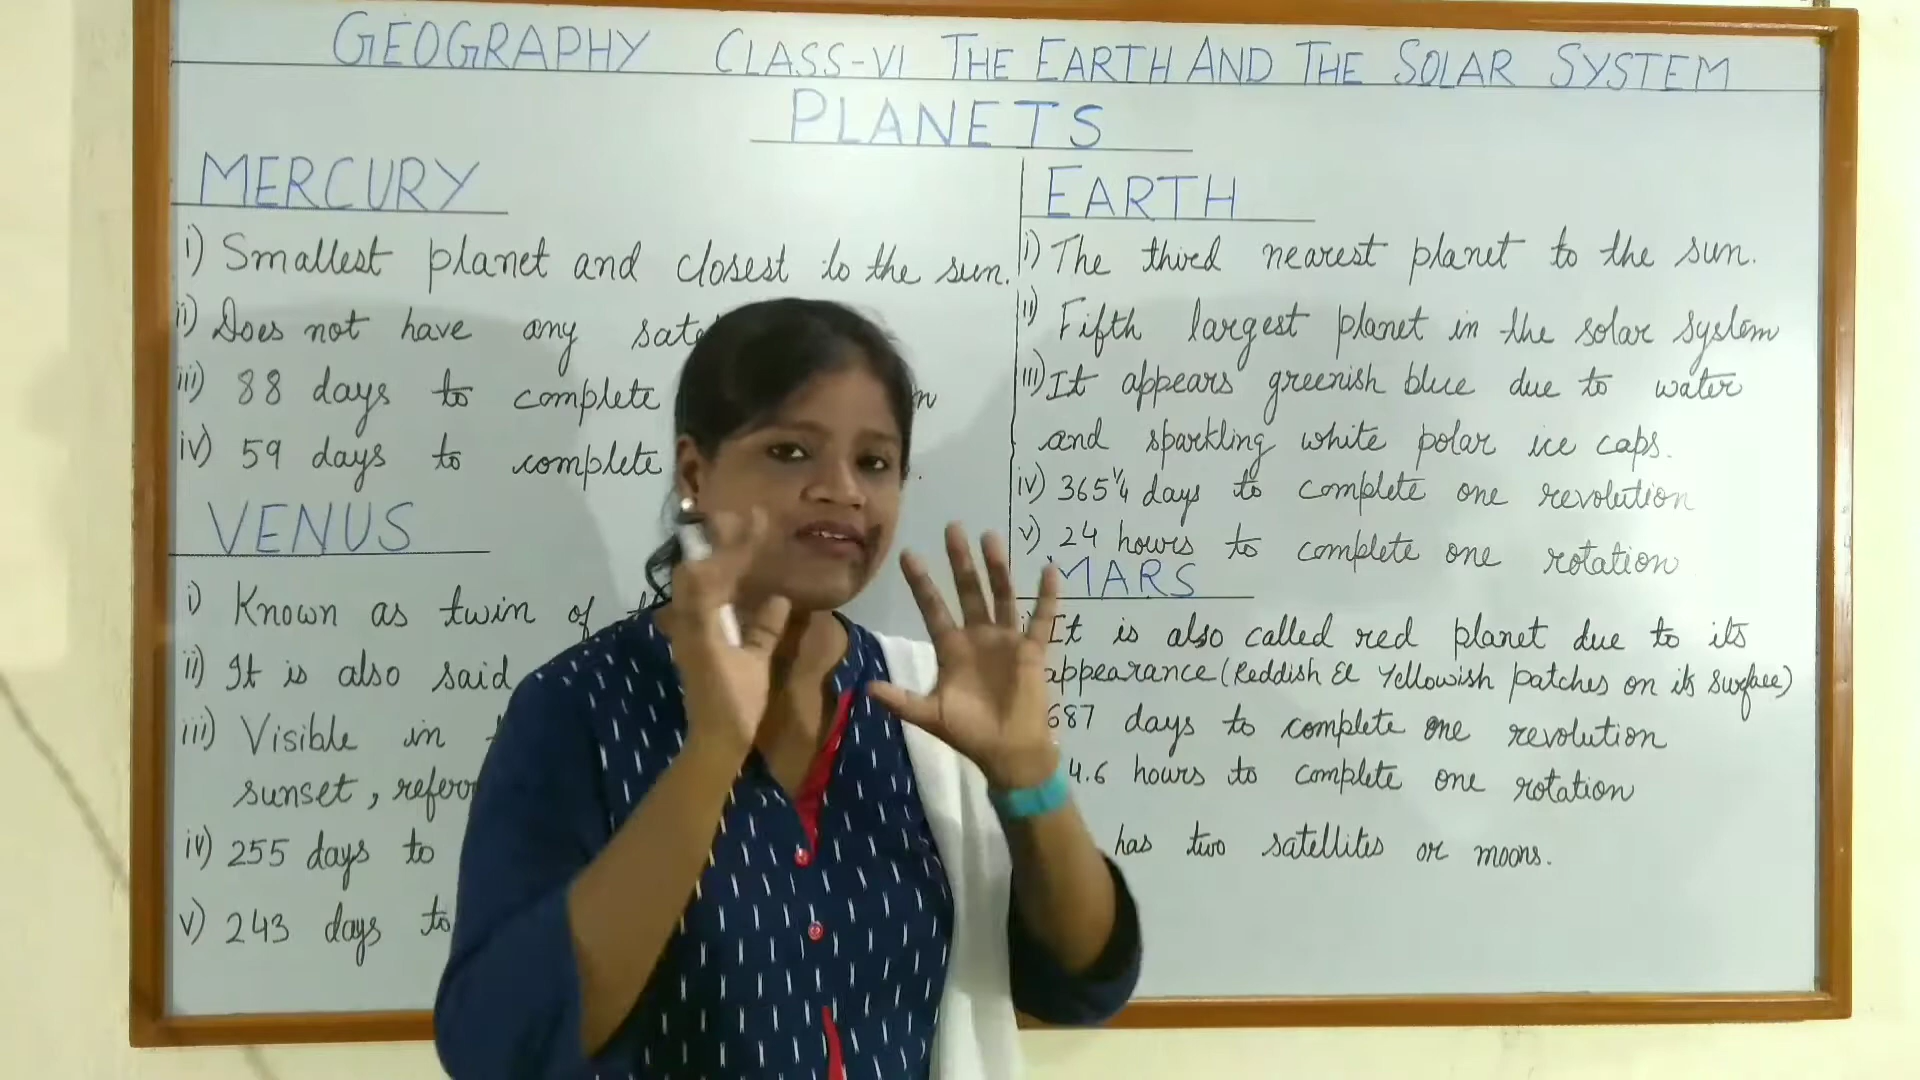 GEOGRAPHY CLASS-VI THE EARTH AND THE SOLAR SYSTEM
PLANETS
MERCURY
i) Smallest planet and closest to the sun.
ii) Does not have any
iii) 88 days to complete
iv) 59 days to complete
VENUS
i) Known as twin of
ii) It is also said
iii) Visible in
sunset,
iv) 255 days to
v) 243 days to
EARTH
i) The third nearest planet to the sun.
ii) Fifth largest planet in the solar system
iii) It appears greenish blue due to water
and sparkling white polar ice caps.
iv) 365 1/4 days to complete one revolution
v) 24 hours to complete one rotation
MARS
It is also called red planet due to its
appearance (Reddish & Yellowish patches on its surface)
687 days to complete one revolution
4.6 hours to complete one rotation
has two satellites or moons.